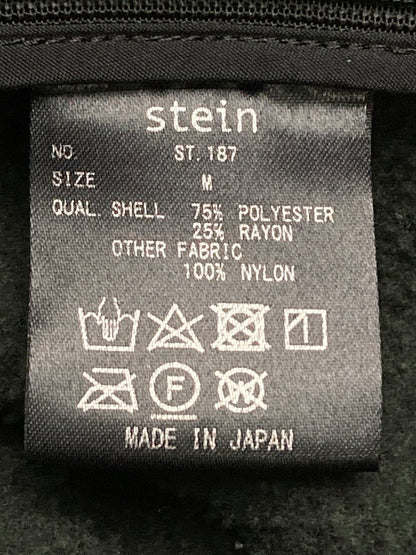 stein
NO. ST.187
SIZE M
QUAL. SHELL 75% POLYESTER
25% RAYON
OTHER FABRIC
100% NYLON
F
W
MADE IN JAPAN